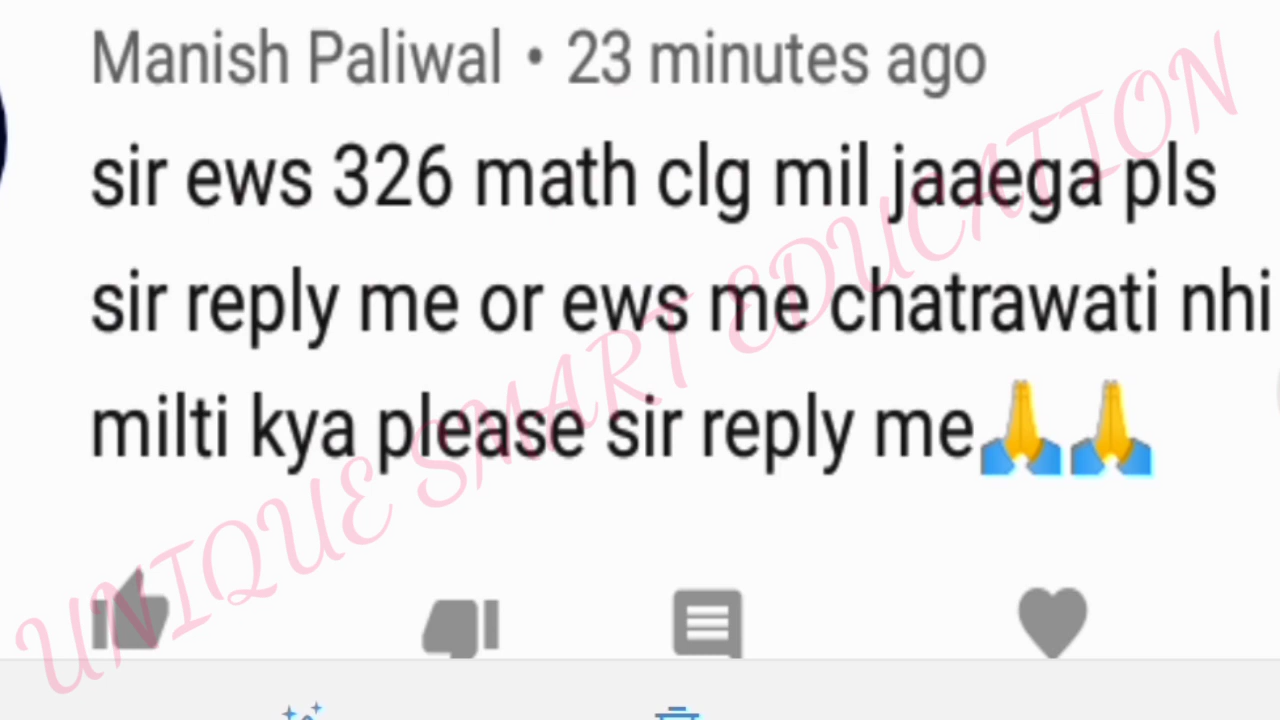 Manish Paliwal • 23 minutes ago
sir ews 326 math clg mil jaaega pls
sir reply me or ews me chatrawati nhi
milti kya please sir reply me🙏🙏
UNIQUE SMART EDUCATION